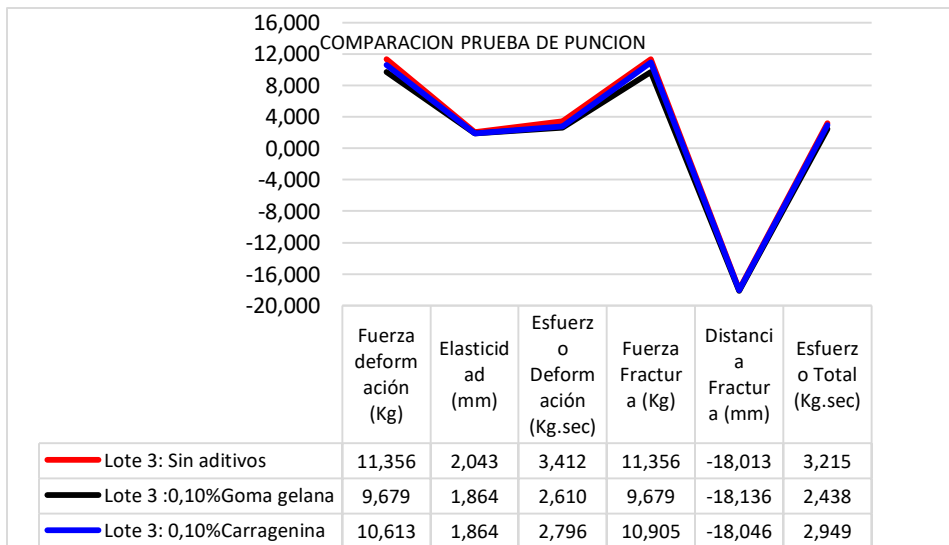 16,000
COMPARACION PRUEBA DE PUNCION
12,000
8,000
4,000
0,000
-4,000
-8,000
-12,000
-16,000
-20,000
Fuerza
deform
ación
(Kg)
Elasticid
ad
(mm)
Esfuerz
o
Deform
ación
(Kg.sec)
Fuerza
Fractur
a (Kg)
Distanci
a
Fractur
a (mm)
Esfuerz
o Total
(Kg.sec)
Lote 3: Sin aditivos 11,356 2,043 3,412 11,356 -18,013 3,215
Lote 3 :0,10%Goma gelana 9,679 1,864 2,610 9,679 -18,136 2,438
Lote 3: 0,10%Carragenina 10,613 1,864 2,796 10,905 -18,046 2,949